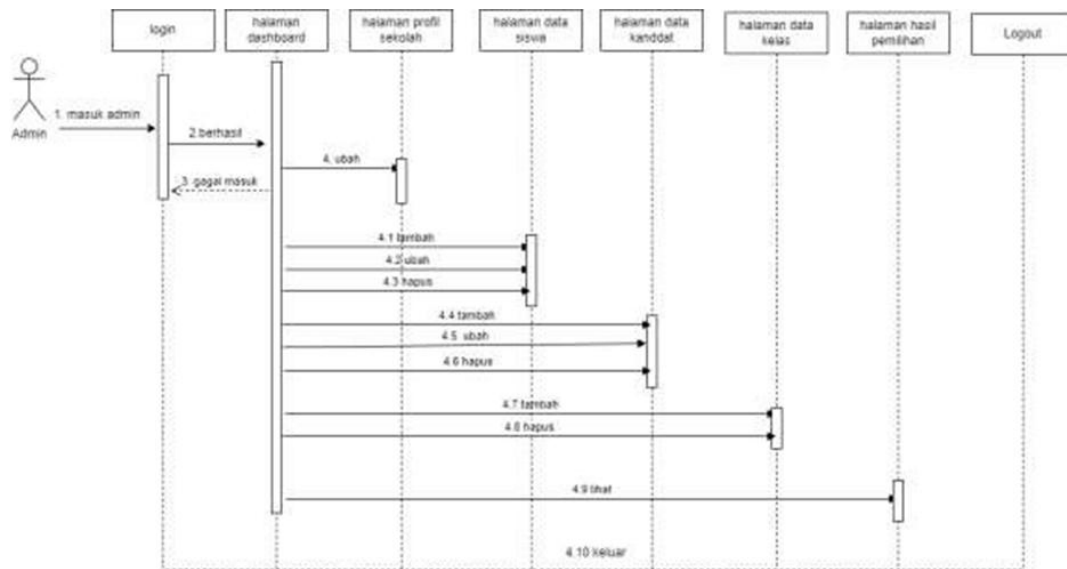 login
halaman
dashboard
halaman profil
sekolah
halaman data
siswa
halaman data
kanddat
halaman data
kelas
halaman hasil
pemilihan
Logout
Admin
1. masuk admin
2.berhasil
3. gagal masuk
4. ubah
4.1 tambah
4.2 ubah
4.3 hapus
4.4 tambah
4.5 ubah
4.6 hapus
4.7 tambah
4.8 hapus
4.9 lihat
4.10 keluar